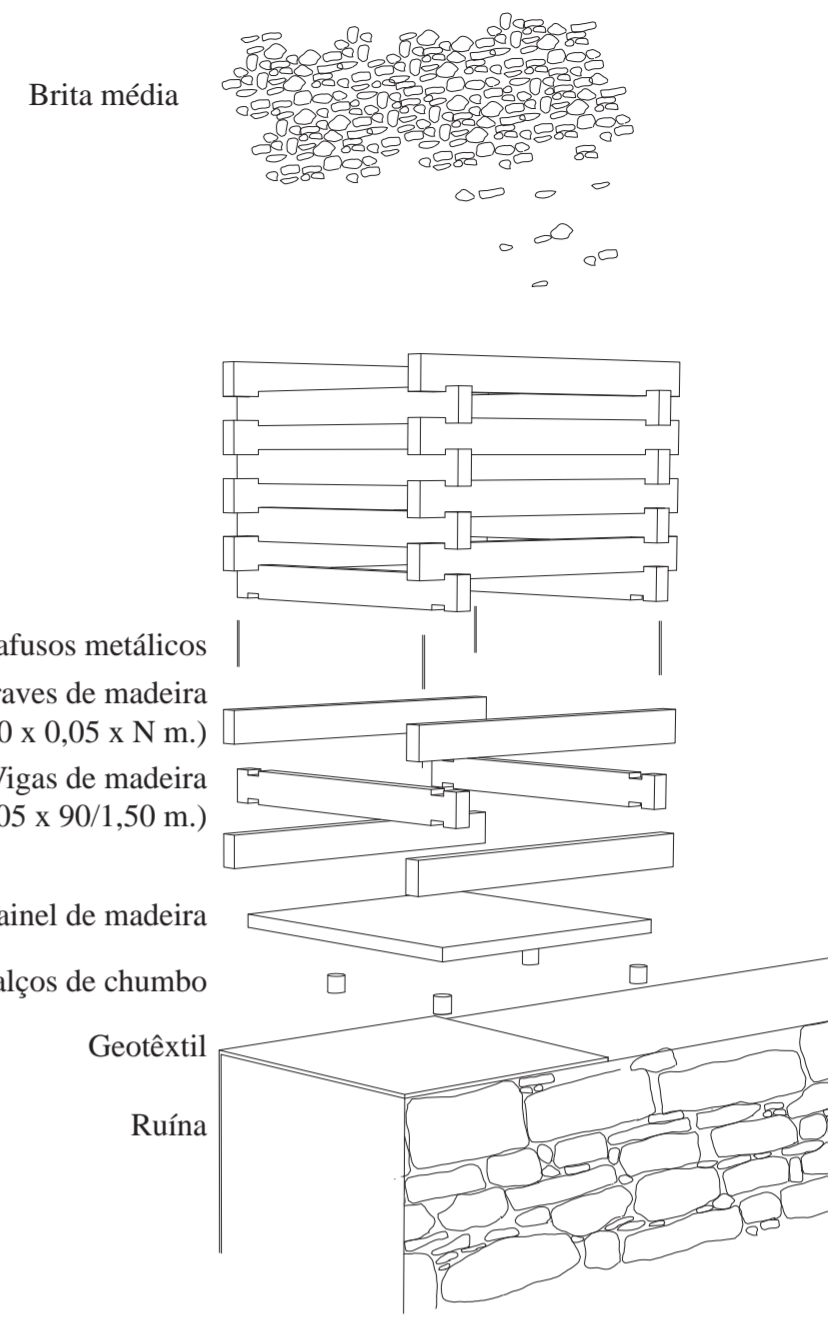 Brita média
afusos metálicos
raves de madeira
0 x 0,05 x N m.)
Vigas de madeira
05 x 90/1,50 m.)
ainel de madeira
alços de chumbo
Geotêxtil
Ruína